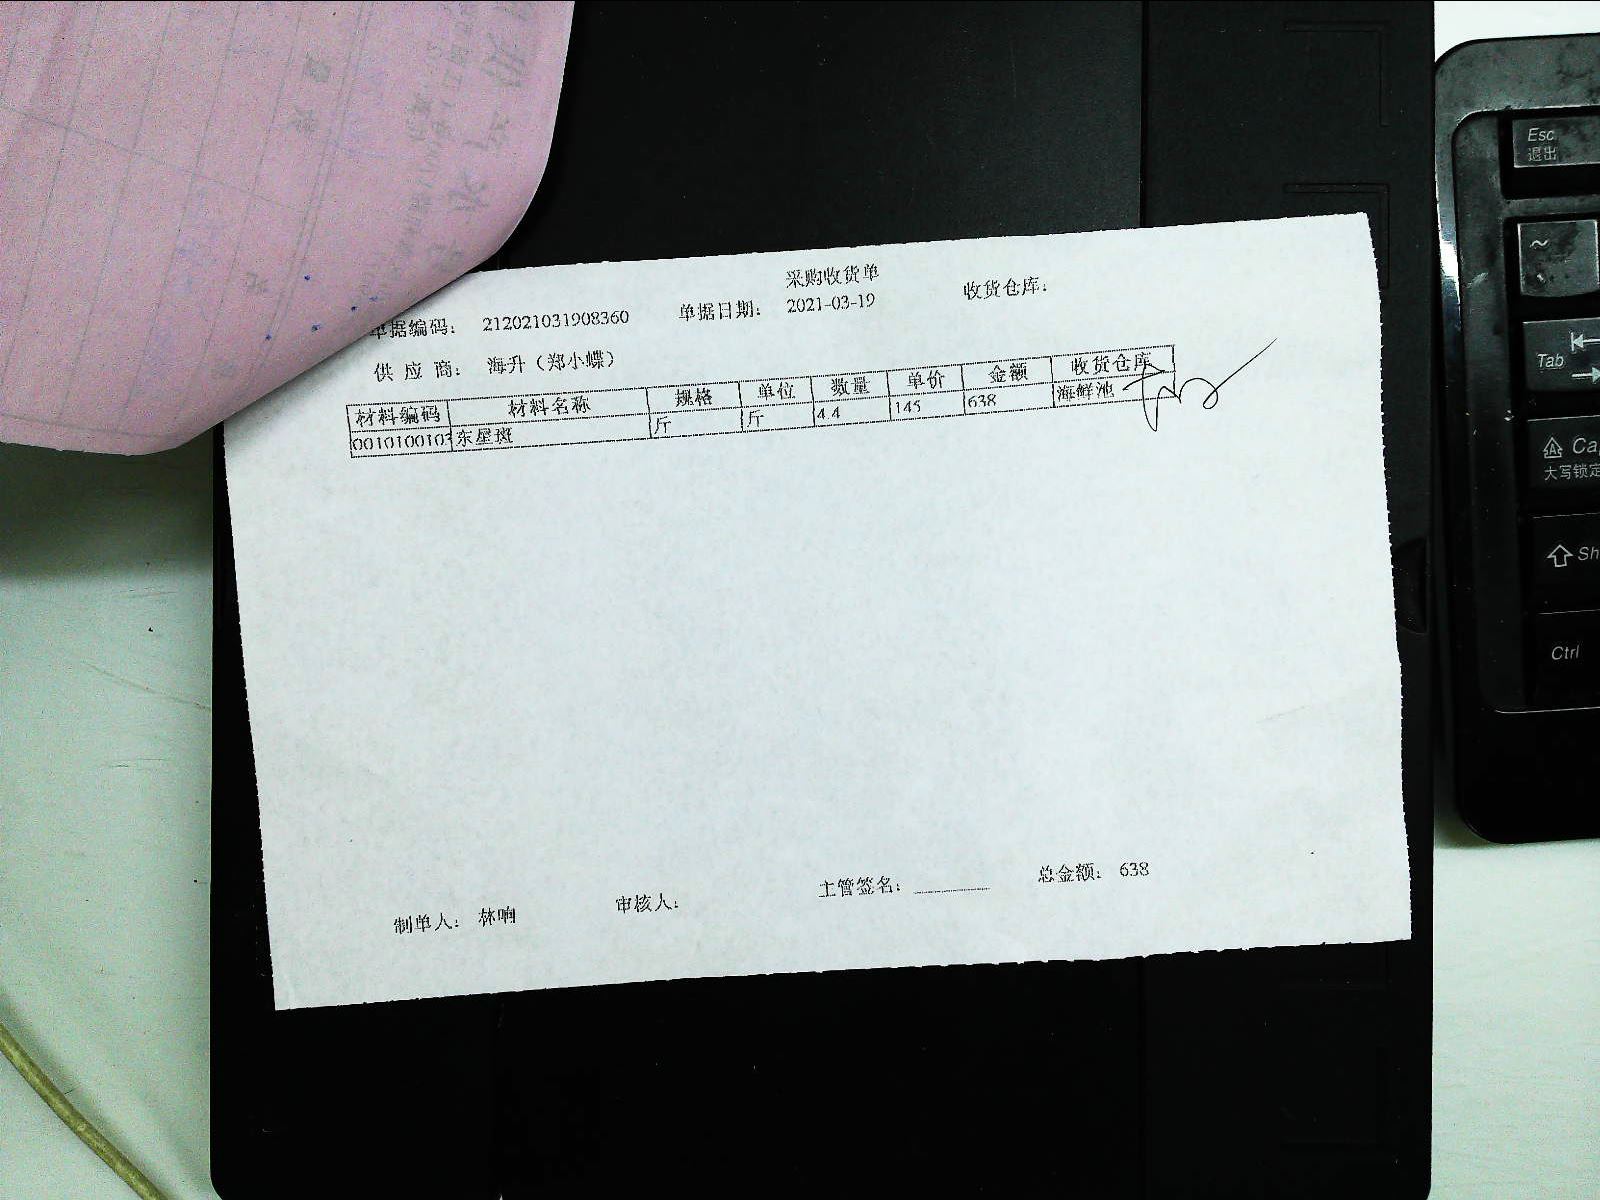 采购收货单
单据编码： 212021031908360 单据日期： 2021-03-19 收货仓库：
供 应 商： 海升（郑小蝶）
材料编码 材料名称 规格 单位 数量 单价 金额 收货仓库
0010100103 东星斑 斤 斤 4.4 145 638 海鲜池
制单人： 林响 审核人： 主管签名： 总金额： 638
Esc
退出
~
Tab
Ca
大写锁定
Sh
Ctrl